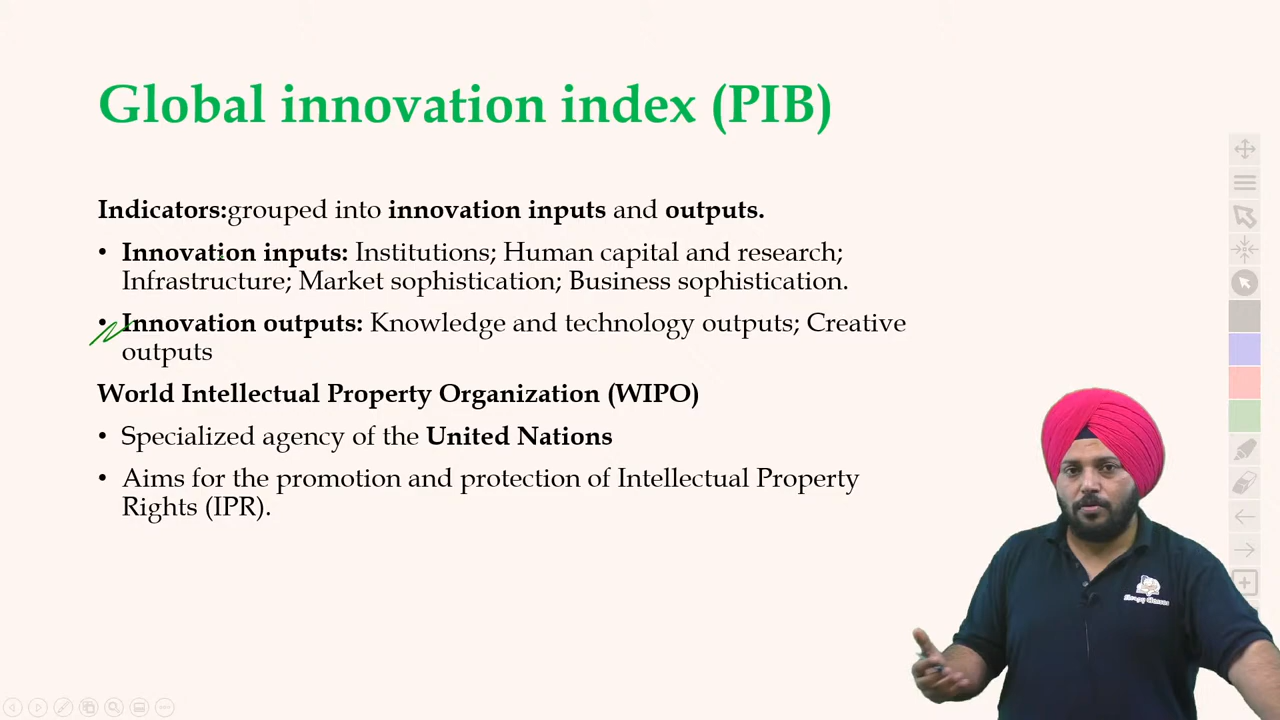 Global innovation index (PIB)
Indicators:grouped into innovation inputs and outputs.
• Innovation inputs: Institutions; Human capital and research;
Infrastructure; Market sophistication; Business sophistication.
• Innovation outputs: Knowledge and technology outputs; Creative
outputs
World Intellectual Property Organization (WIPO)
• Specialized agency of the United Nations
• Aims for the promotion and protection of Intellectual Property
Rights (IPR).